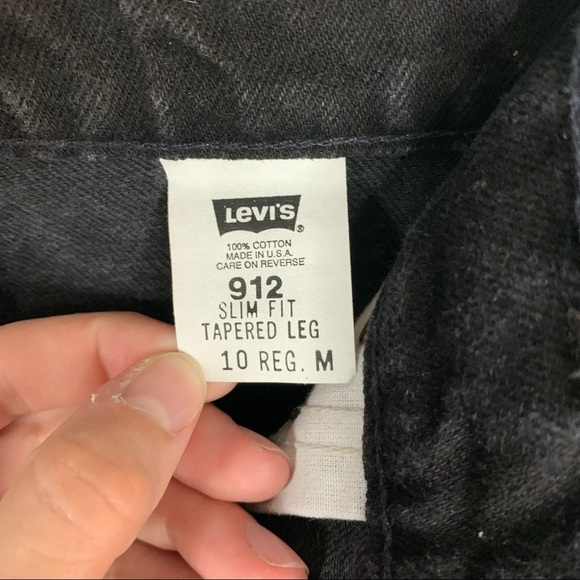 LEVI'S ®
100% COTTON
MADE IN U.S.A.
CARE ON REVERSE
912
SLIM FIT
TAPERED LEG
10 REG. M